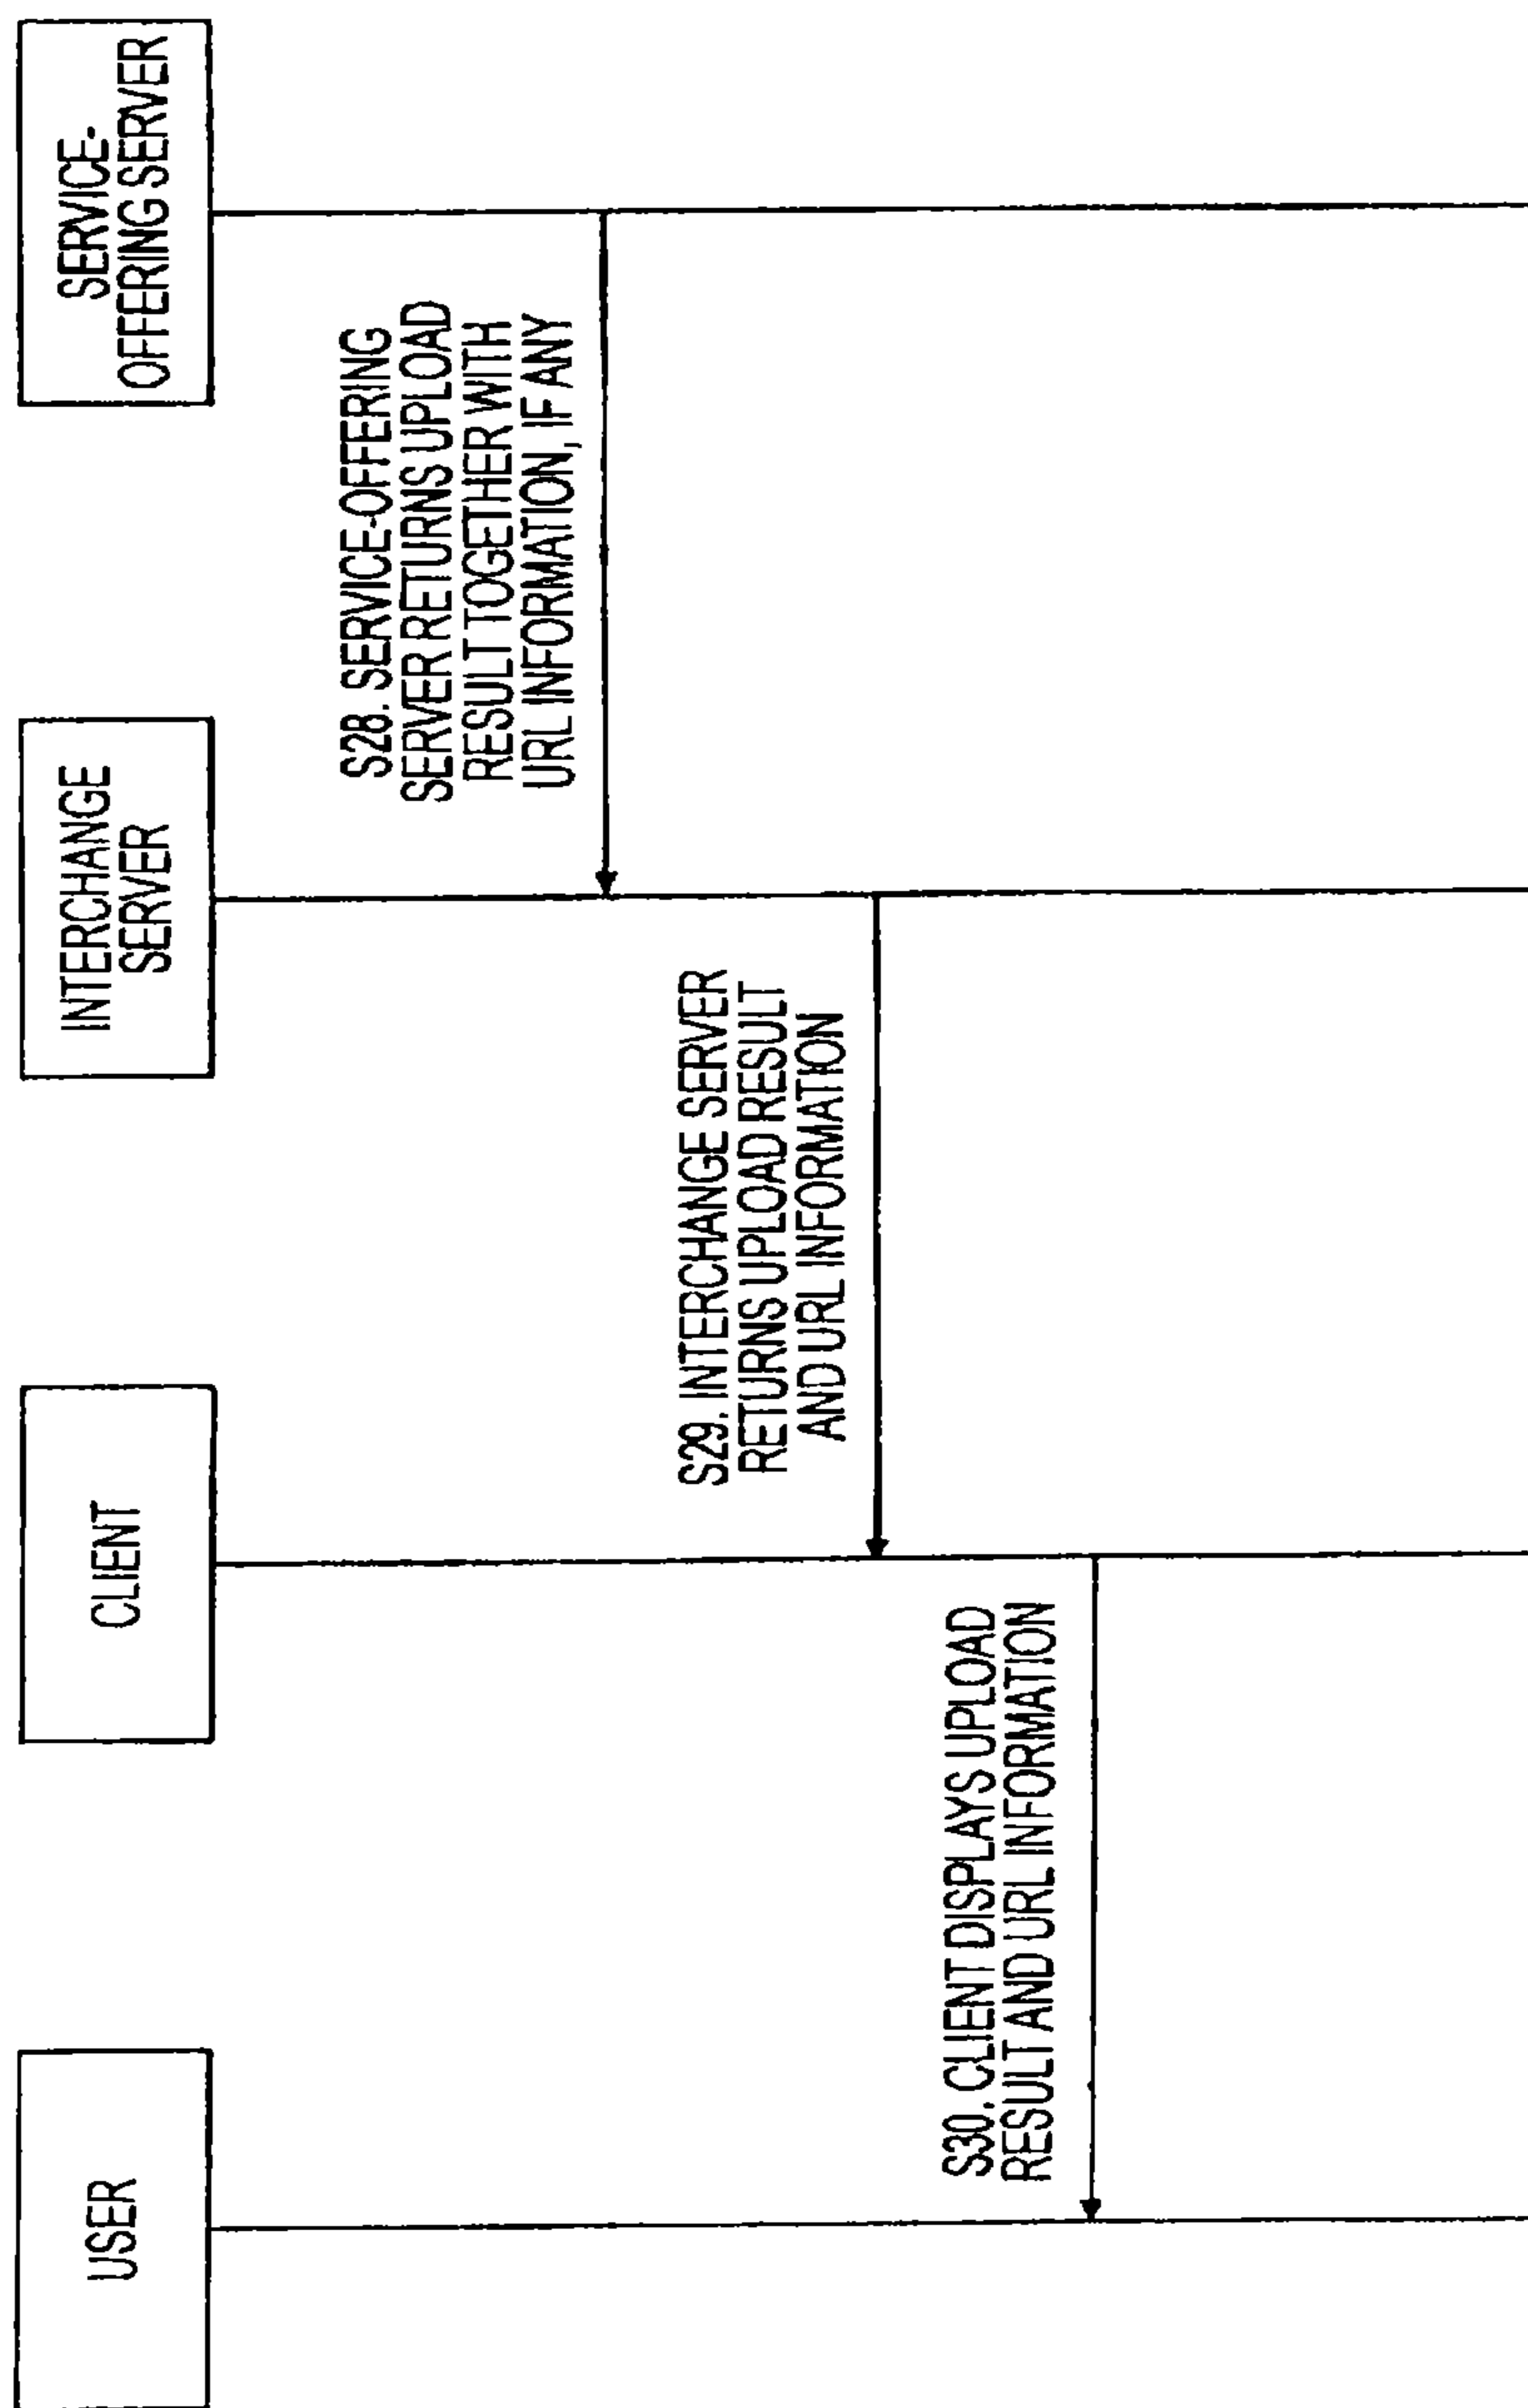 USER
CLIENT
INTERCHANGE
SERVER
SERVICE-
OFFERING SERVER
S28. SERVICE-OFFERING
SERVER RETURNS UPLOAD
RESULT TOGETHER WITH
URL INFORMATION, IF ANY
S29. INTERCHANGE SERVER
RETURNS UPLOAD RESULT
AND URL INFORMATION
S30. CLIENT DISPLAYS UPLOAD
RESULT AND URL INFORMATION